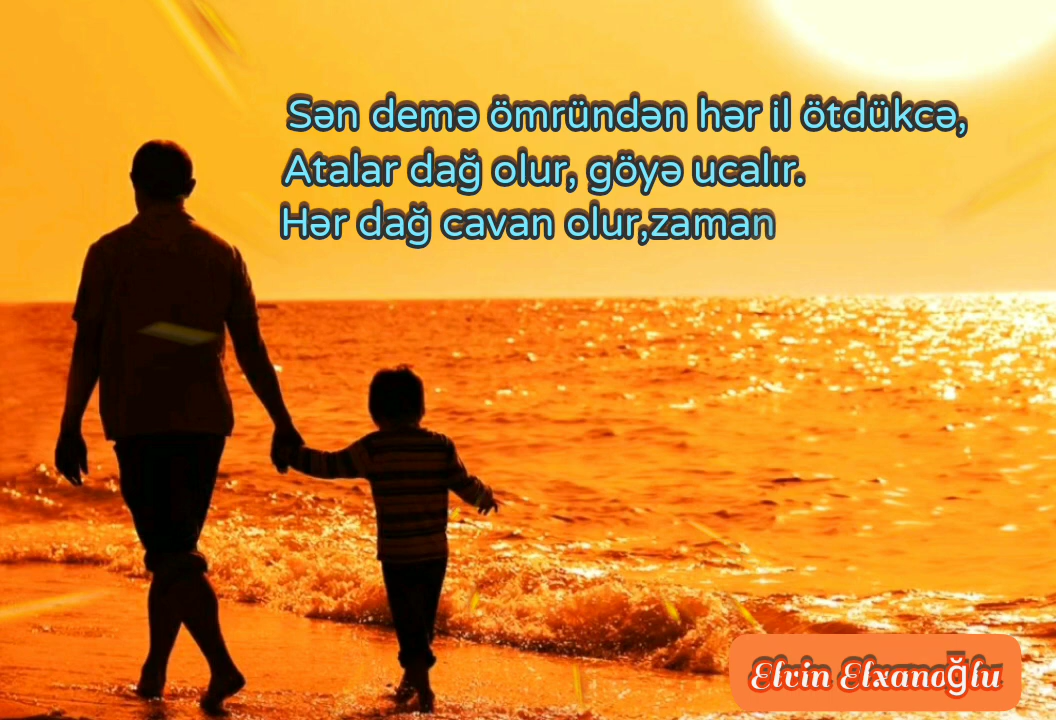 Sən demə ömründən hər il ötdükcə,
Atalar dağ olur, göyə ucalır.
Hər dağ cavan olur,zaman
Elvin Elxanoğlu